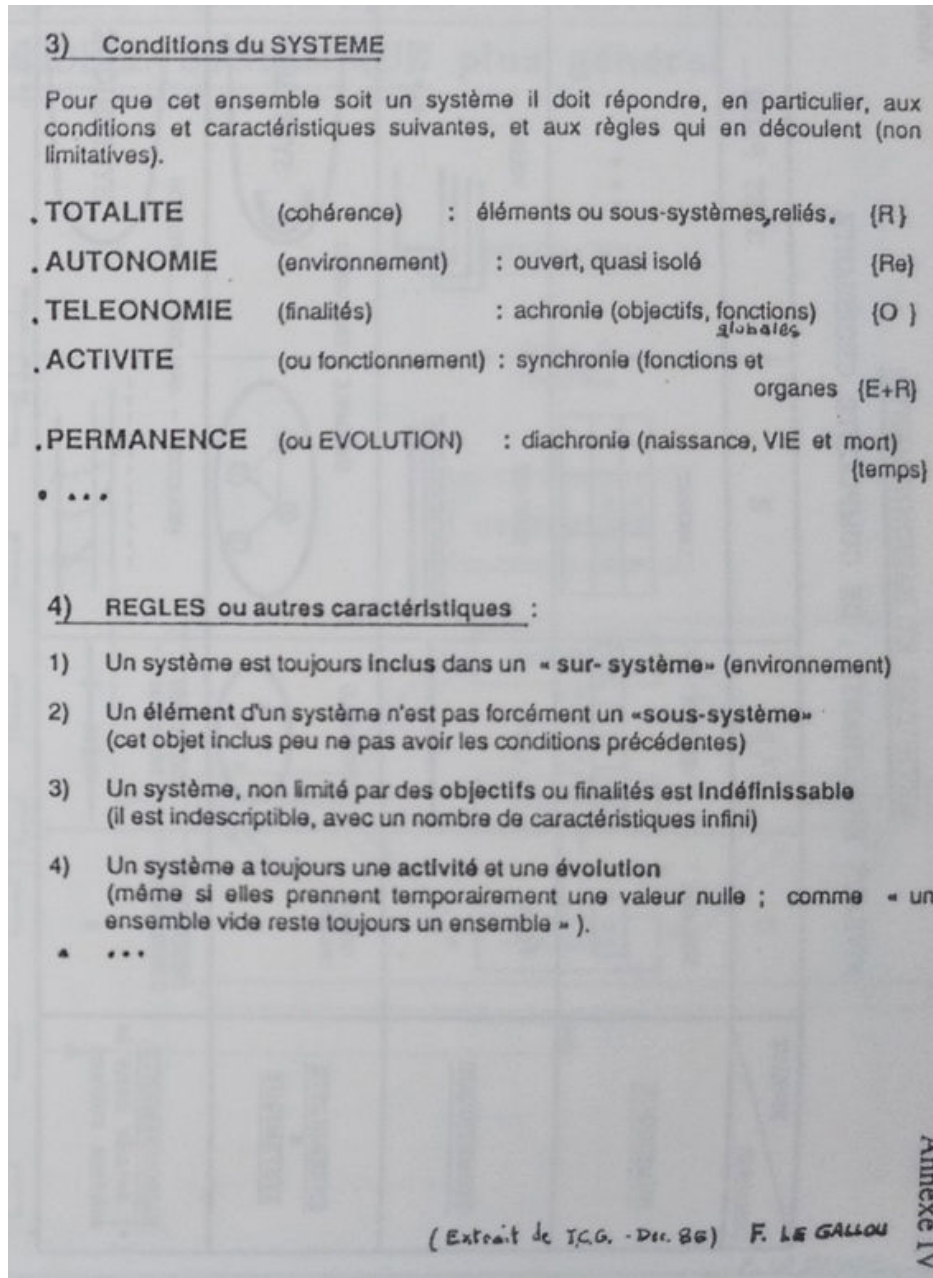 3) Conditions du SYSTEME
Pour que cet ensemble soit un système il doit répondre, en particulier, aux
conditions et caractéristiques suivantes, et aux règles qui en découlent (non
limitatives).
. TOTALITE (cohérence) : éléments ou sous-systèmes,reliés. {R}
. AUTONOMIE (environnement) : ouvert, quasi isolé {Re}
. TELEONOMIE (finalités) : achronie (objectifs, fonctions) {O }
globales
. ACTIVITE (ou fonctionnement) : synchronie (fonctions et
organes {E+R}
. PERMANENCE (ou EVOLUTION) : diachronie (naissance, VIE et mort)
{temps}
. ...
4) REGLES ou autres caractéristiques :
1) Un système est toujours inclus dans un « sur- système» (environnement)
2) Un élément d'un système n'est pas forcément un «sous-système»
(cet objet inclus peu ne pas avoir les conditions précédentes)
3) Un système, non limité par des objectifs ou finalités est indéfinissable
(il est indescriptible, avec un nombre de caractéristiques infini)
4) Un système a toujours une activité et une évolution
(même si elles prennent temporairement une valeur nulle ; comme « un
ensemble vide reste toujours un ensemble » ).
. ...
(Extrait de T.C.G. - Dec. 86) F. LE GALLOU
Annexe IV